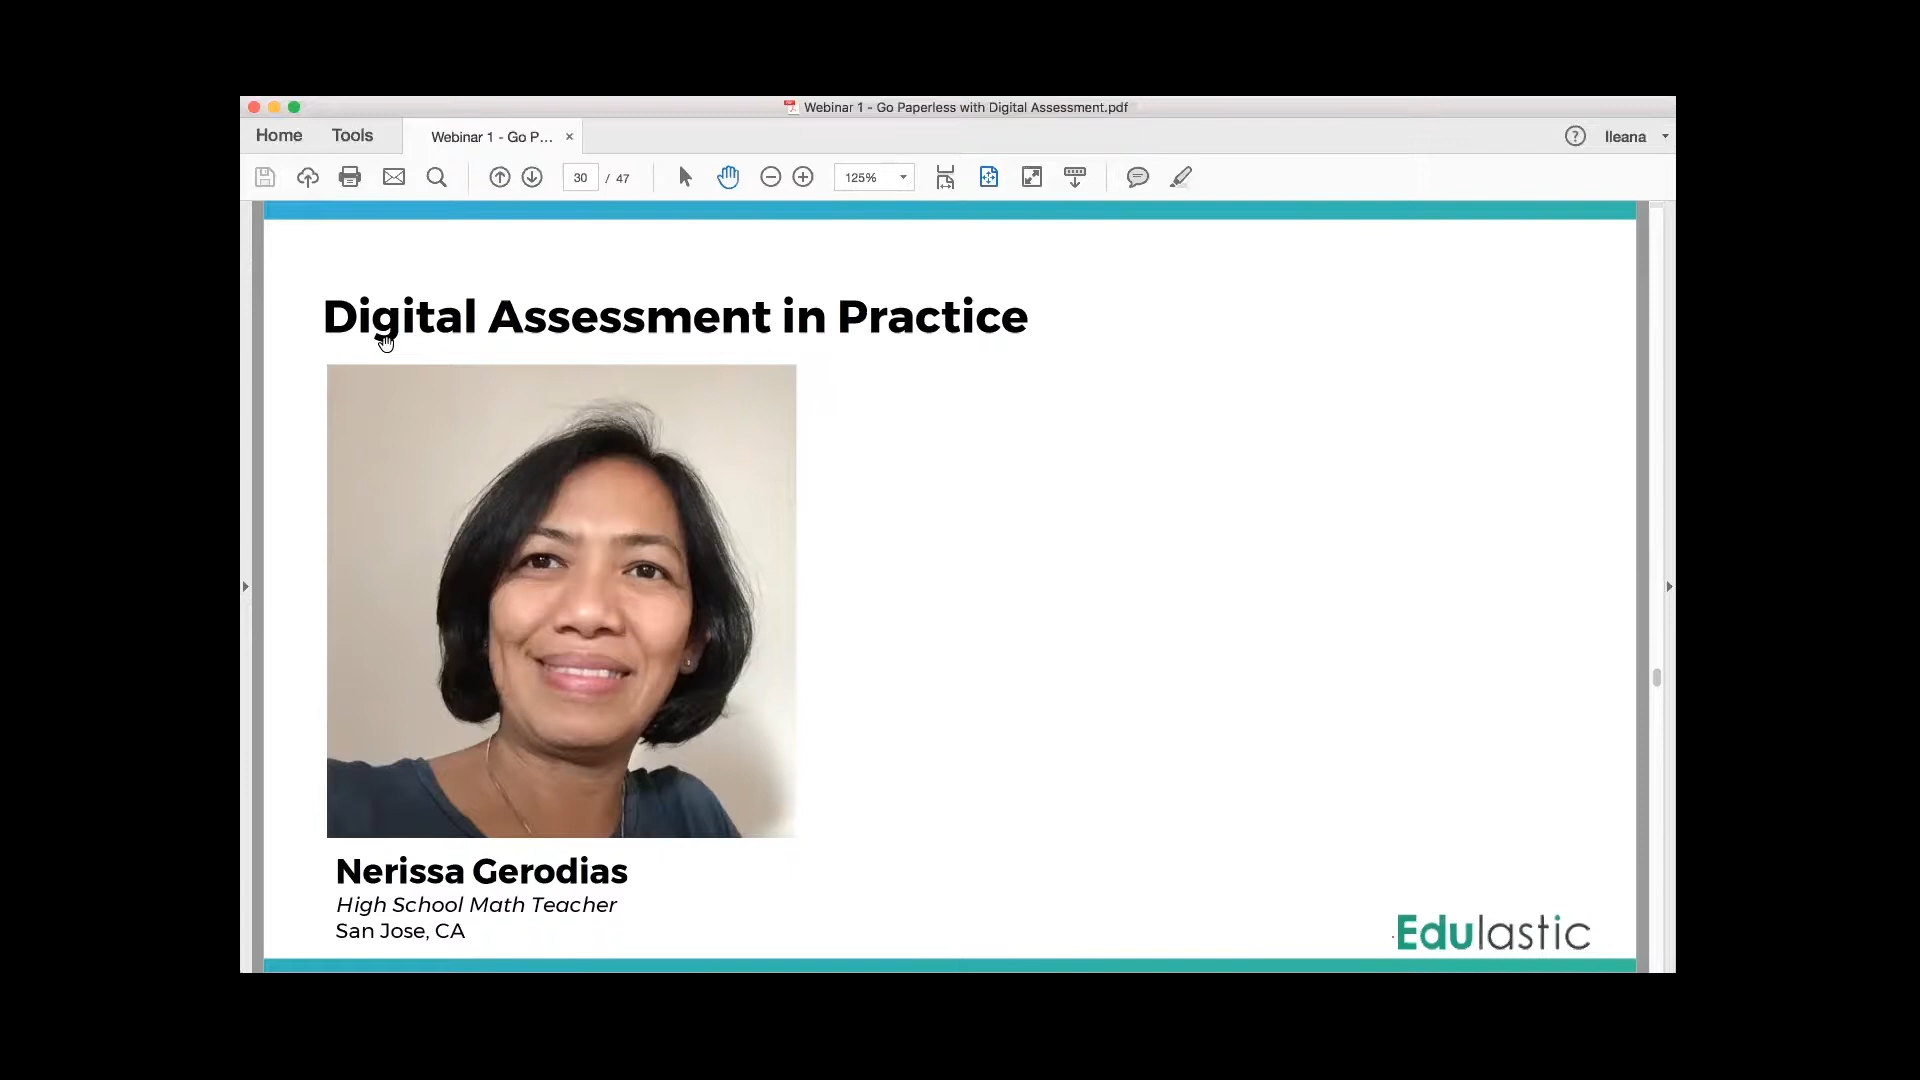 Webinar 1 - Go Paperless with Digital Assessment.pdf
Home Tools Webinar 1 - Go P... × ? Ileana
30 / 47 125%
Digital Assessment in Practice
Nerissa Gerodias
High School Math Teacher
San Jose, CA
Edulastic